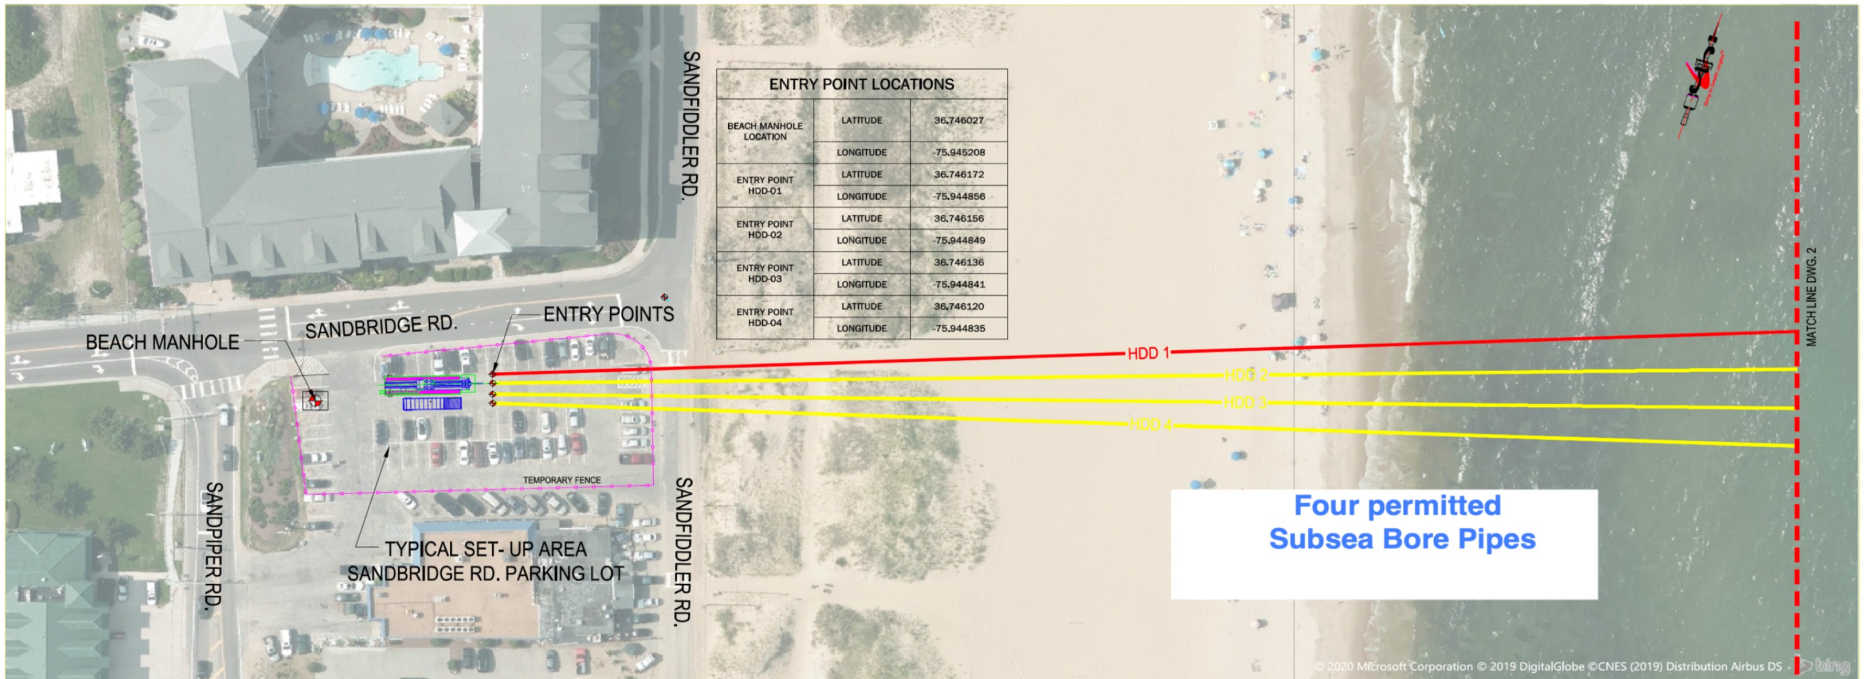 SANDFIDDLER RD.
ENTRY POINT LOCATIONS
BEACH MANHOLE
LOCATION
LATITUDE 36.746027
LONGITUDE -75.945208
ENTRY POINT
HDD-01
LATITUDE 36.746172
LONGITUDE -75.944856
ENTRY POINT
HDD-02
LATITUDE 36.746156
LONGITUDE -75.944849
ENTRY POINT
HDD-03
LATITUDE 36.746136
LONGITUDE -75.944841
ENTRY POINT
HDD-04
LATITUDE 36.746120
LONGITUDE -75.944835
MATCH LINE DWG. 2
ENTRY POINTS
SANDBRIDGE RD.
BEACH MANHOLE
HDD 1
HDD 2
HDD 3
HDD 4
TEMPORARY FENCE
SANDPIPER RD.
SANDFIDDLER RD.
TYPICAL SET- UP AREA
SANDBRIDGE RD. PARKING LOT
Four permitted
Subsea Bore Pipes
© 2020 Microsoft Corporation © 2019 DigitalGlobe ©CNES (2019) Distribution Airbus DS
bing